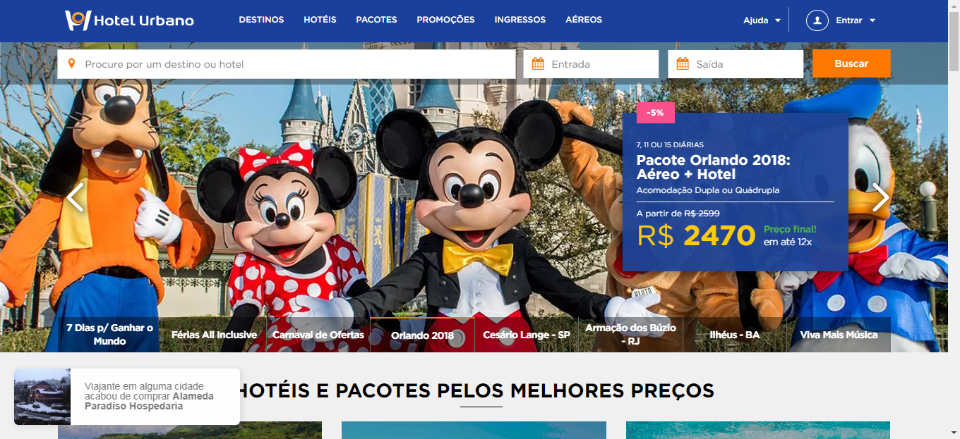 Hotel Urbano
DESTINOS HOTÉIS PACOTES PROMOÇÕES INGRESSOS AÉREOS
Ajuda Entrar
Procure por um destino ou hotel
Entrada
Saída
Buscar
-5%
7, 11 OU 15 DIÁRIAS
Pacote Orlando 2018:
Aéreo + Hotel
Acomodação Dupla ou Quádrupla
A partir de R$ 2599
R$ 2470
Preço final!
em até 12x
7 Dias p/ Ganhar o
Mundo
Férias All Inclusive
Carnaval de Ofertas
Orlando 2018
Cesário Lange - SP
Armação dos Búzio
- RJ
Ilhéus - BA
Viva Mais Música
HOTÉIS E PACOTES PELOS MELHORES PREÇOS
Viajante em alguma cidade
acabou de comprar Alameda
Paradiso Hospedaria